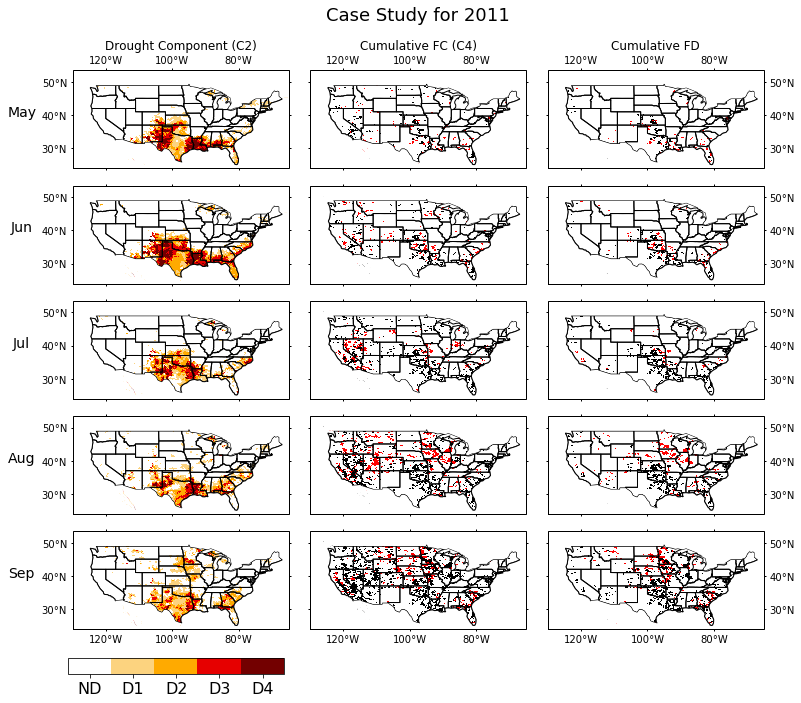 Case Study for 2011
Drought Component (C2) Cumulative FC (C4) Cumulative FD
120°W 100°W 80°W 120°W 100°W 80°W 120°W 100°W 80°W
50°N 50°N
May 40°N 40°N
30°N 30°N
50°N 50°N
Jun 40°N 40°N
30°N 30°N
50°N 50°N
Jul 40°N 40°N
30°N 30°N
50°N 50°N
Aug 40°N 40°N
30°N 30°N
50°N 50°N
Sep 40°N 40°N
30°N 30°N
120°W 100°W 80°W 120°W 100°W 80°W 120°W 100°W 80°W
ND D1 D2 D3 D4